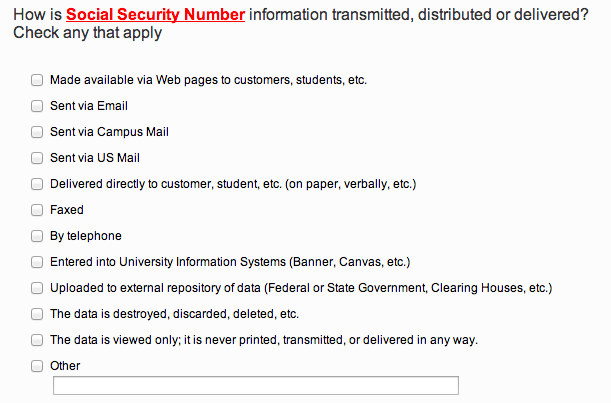 How is Social Security Number information transmitted, distributed or delivered?
Check any that apply
Made available via Web pages to customers, students, etc.
Sent via Email
Sent via Campus Mail
Sent via US Mail
Delivered directly to customer, student, etc. (on paper, verbally, etc.)
Faxed
By telephone
Entered into University Information Systems (Banner, Canvas, etc.)
Uploaded to external repository of data (Federal or State Government, Clearing Houses, etc.)
The data is destroyed, discarded, deleted, etc.
The data is viewed only; it is never printed, transmitted, or delivered in any way.
Other